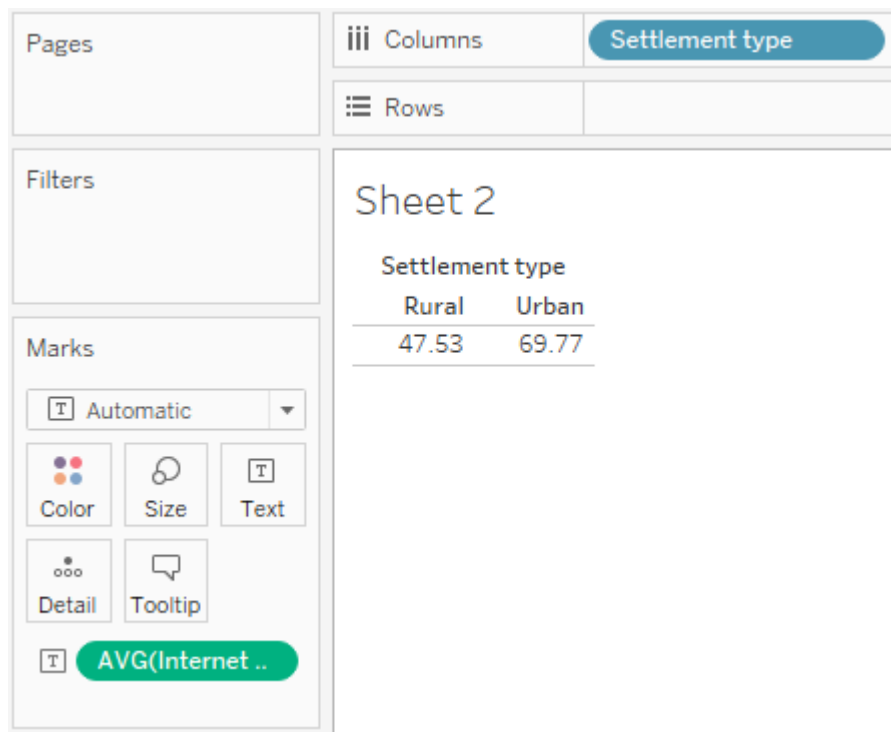 Pages
Columns
Settlement type
Rows
Filters
Sheet 2
Settlement type
Rural Urban
47.53 69.77
Marks
T Automatic
T
Color Size Text
Detail Tooltip
T AVG(Internet ..